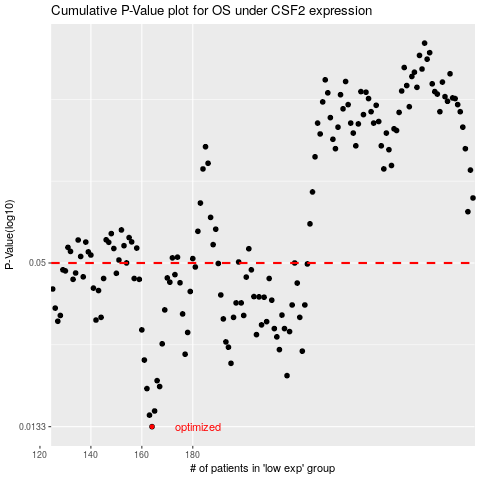 Cumulative P-Value plot for OS under CSF2 expression
P-Value(log10)
0.05
0.0133
optimized
120 140 160 180
# of patients in 'low exp' group